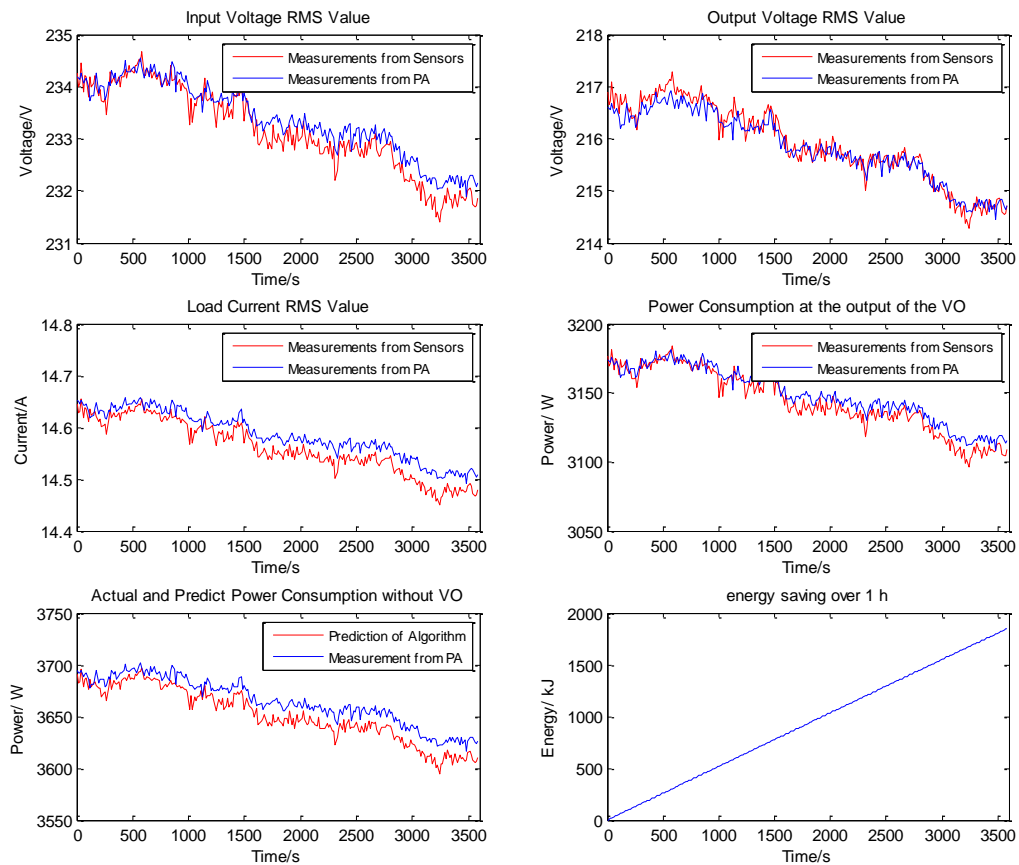 Input Voltage RMS Value
235
234
233
232
231
Voltage/V
Measurements from Sensors
Measurements from PA
0 500 1000 1500 2000 2500 3000 3500
Time/s
Output Voltage RMS Value
218
217
216
215
214
Voltage/V
Measurements from Sensors
Measurements from PA
0 500 1000 1500 2000 2500 3000 3500
Time/s
Load Current RMS Value
14.8
14.7
14.6
14.5
14.4
Current/A
Measurements from Sensors
Measurements from PA
0 500 1000 1500 2000 2500 3000 3500
Time/s
Power Consumption at the output of the VO
3200
3150
3100
3050
Power/ W
Measurements from Sensors
Measurements from PA
0 500 1000 1500 2000 2500 3000 3500
Time/s
Actual and Predict Power Consumption without VO
3750
3700
3650
3600
3550
Power/ W
Prediction of Algorithm
Measurement from PA
0 500 1000 1500 2000 2500 3000 3500
Time/s
energy saving over 1 h
2000
1500
1000
500
0
Energy/ kJ
0 500 1000 1500 2000 2500 3000 3500
Time/s